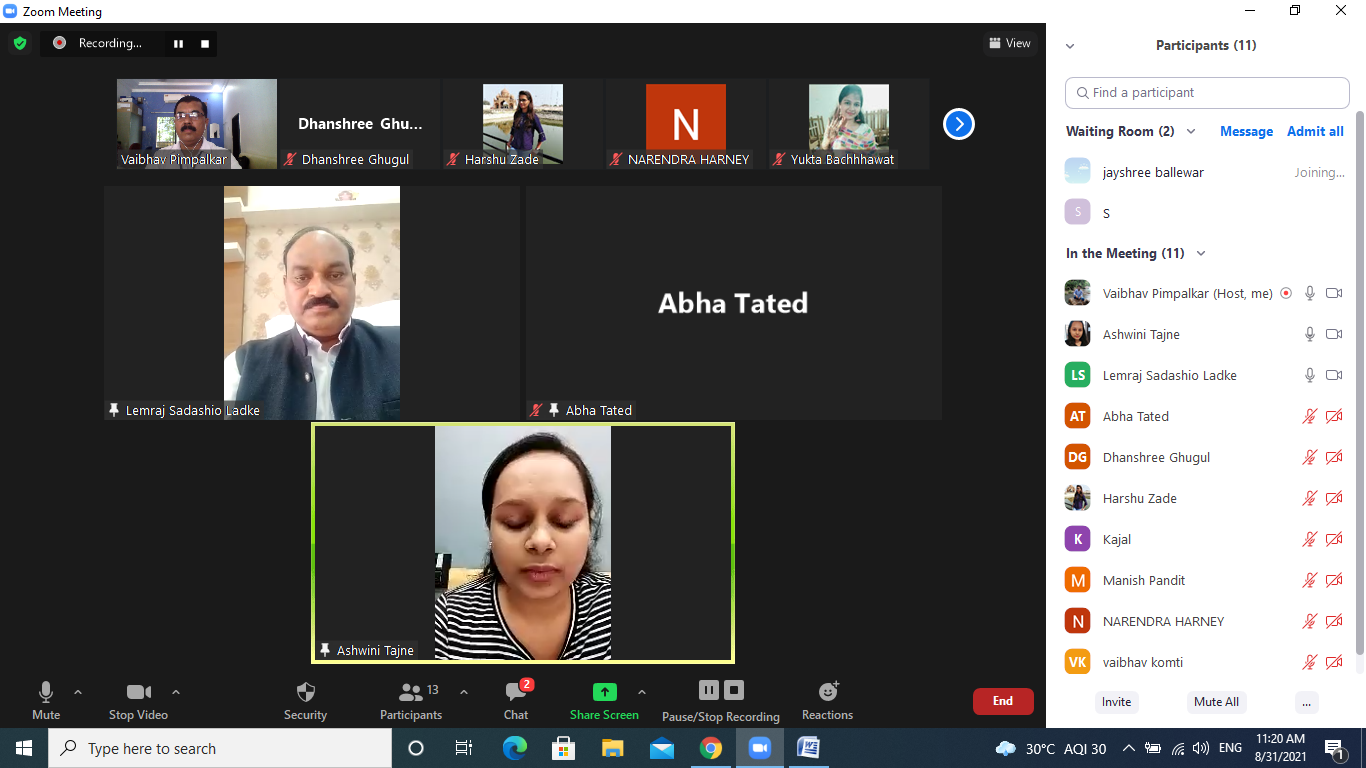 Zoom Meeting
Recording...
View
Participants (11)
Find a participant
Waiting Room (2)
Message
Admit all
jayshree ballewar
Joining...
S
S
In the Meeting (11)
Vaibhav Pimpalkar (Host, me)
Ashwini Tajne
LS
Lemraj Sadashio Ladke
AT
Abha Tated
DG
Dhanshree Ghugul
Harshu Zade
K
Kajal
M
Manish Pandit
N
NARENDRA HARNEY
VK
vaibhav komti
Invite
Mute All
...
Vaibhav Pimpalkar
Dhanshree Ghu...
Dhanshree Ghugul
Harshu Zade
N
NARENDRA HARNEY
Yukta Bachhhawat
Lemraj Sadashio Ladke
Abha Tated
Abha Tated
Ashwini Tajne
Mute
Stop Video
Security
13
Participants
2
Chat
Share Screen
Pause/Stop Recording
Reactions
End
Type here to search
W
30°C AQI 30
ENG
11:20 AM
8/31/2021
1